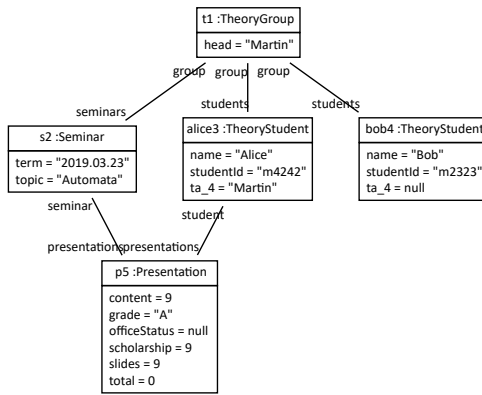 t1 :TheoryGroup
head = "Martin"
group
group
group
seminars
students
students
s2 :Seminar
term = "2019.03.23"
topic = "Automata"
alice3 :TheoryStudent
name = "Alice"
studentId = "m4242"
ta_4 = "Martin"
bob4 :TheoryStudent
name = "Bob"
studentId = "m2323"
ta_4 = null
seminar
student
presentations
presentations
p5 :Presentation
content = 9
grade = "A"
officeStatus = null
scholarship = 9
slides = 9
total = 0